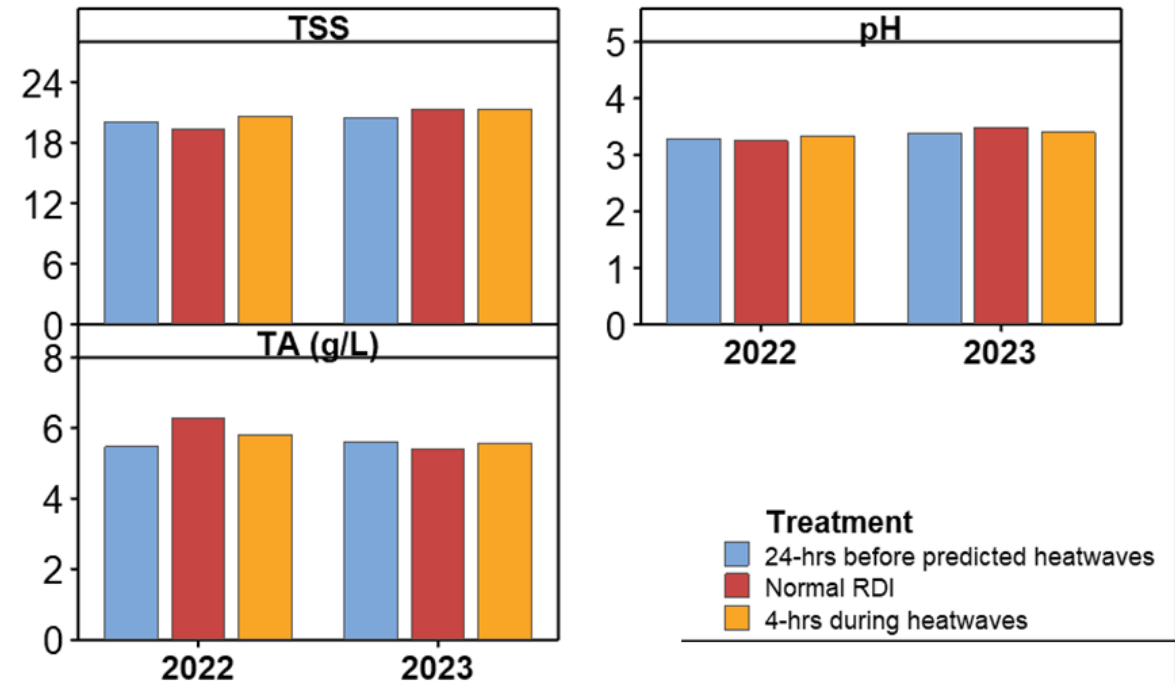 TSS
24
18
12
6
0
pH
5
4
3
2
1
0
2022 2023
TA (g/L)
8
6
4
2
0
2022 2023
Treatment
24-hrs before predicted heatwaves
Normal RDI
4-hrs during heatwaves